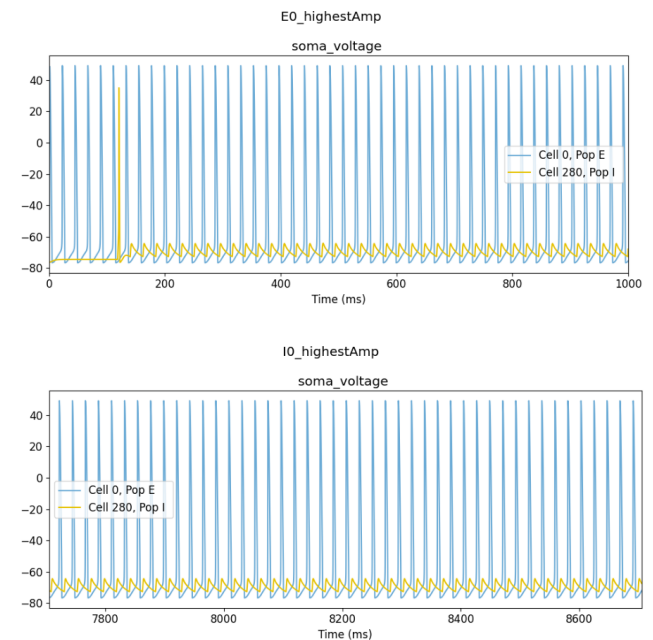 E0_highestAmp
soma_voltage
40
20
0
−20
−40
−60
−80
Cell 0, Pop E
Cell 280, Pop I
0 200 400 600 800 1000
Time (ms)
I0_highestAmp
soma_voltage
40
20
0
−20
−40
−60
−80
Cell 0, Pop E
Cell 280, Pop I
7800 8000 8200 8400 8600
Time (ms)